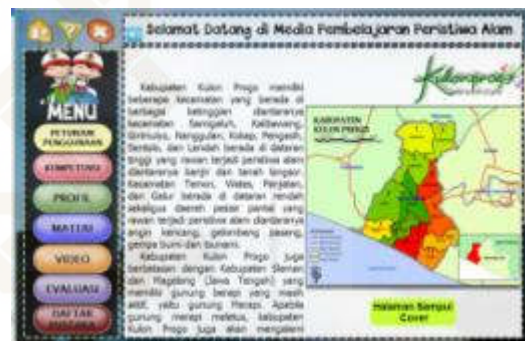 Selamat Datang di Media Pembelajaran Peristiwa Alam
MENU
PETUNJUK
PENGGUNAAN
KOMPETENSI
PROFIL
MATERI
VIDEO
EVALUASI
DAFTAR
PUSTAKA
Kabupaten Kulon Progo memiliki
beberapa kecamatan yang berada di
berbagai ketinggian diantaranya
kecamatan Samigaluh, Kalibawang,
Girimulyo, Nanggulan, Kokap, Pengasih,
Sentolo, dan Lendah berada di dataran
tinggi yang rawan terjadi peristiwa alam
diantaranya banjir dan tanah longsor.
Kecamatan Temon, Wates, Panjatan,
dan Galur berada di dataran rendah
sekaligus daerah pesisir pantai yang
rawan terjadi peristiwa alam diantaranya
angin kencang, gelombang pasang,
gempa bumi dan tsunami.
Kabupaten Kulon Progo juga
berbatasan dengan Kabupaten Sleman
dan Magelang (Jawa Tengah) yang
memiliki gunung berapi yang masih
aktif, yaitu gunung Merapi. Apabila
gunung merapi meletus, kabupaten
Kulon Progo juga akan mengalami
Kulonprogo
KABUPATEN
KULON PROGO
Halaman Sampul
Cover